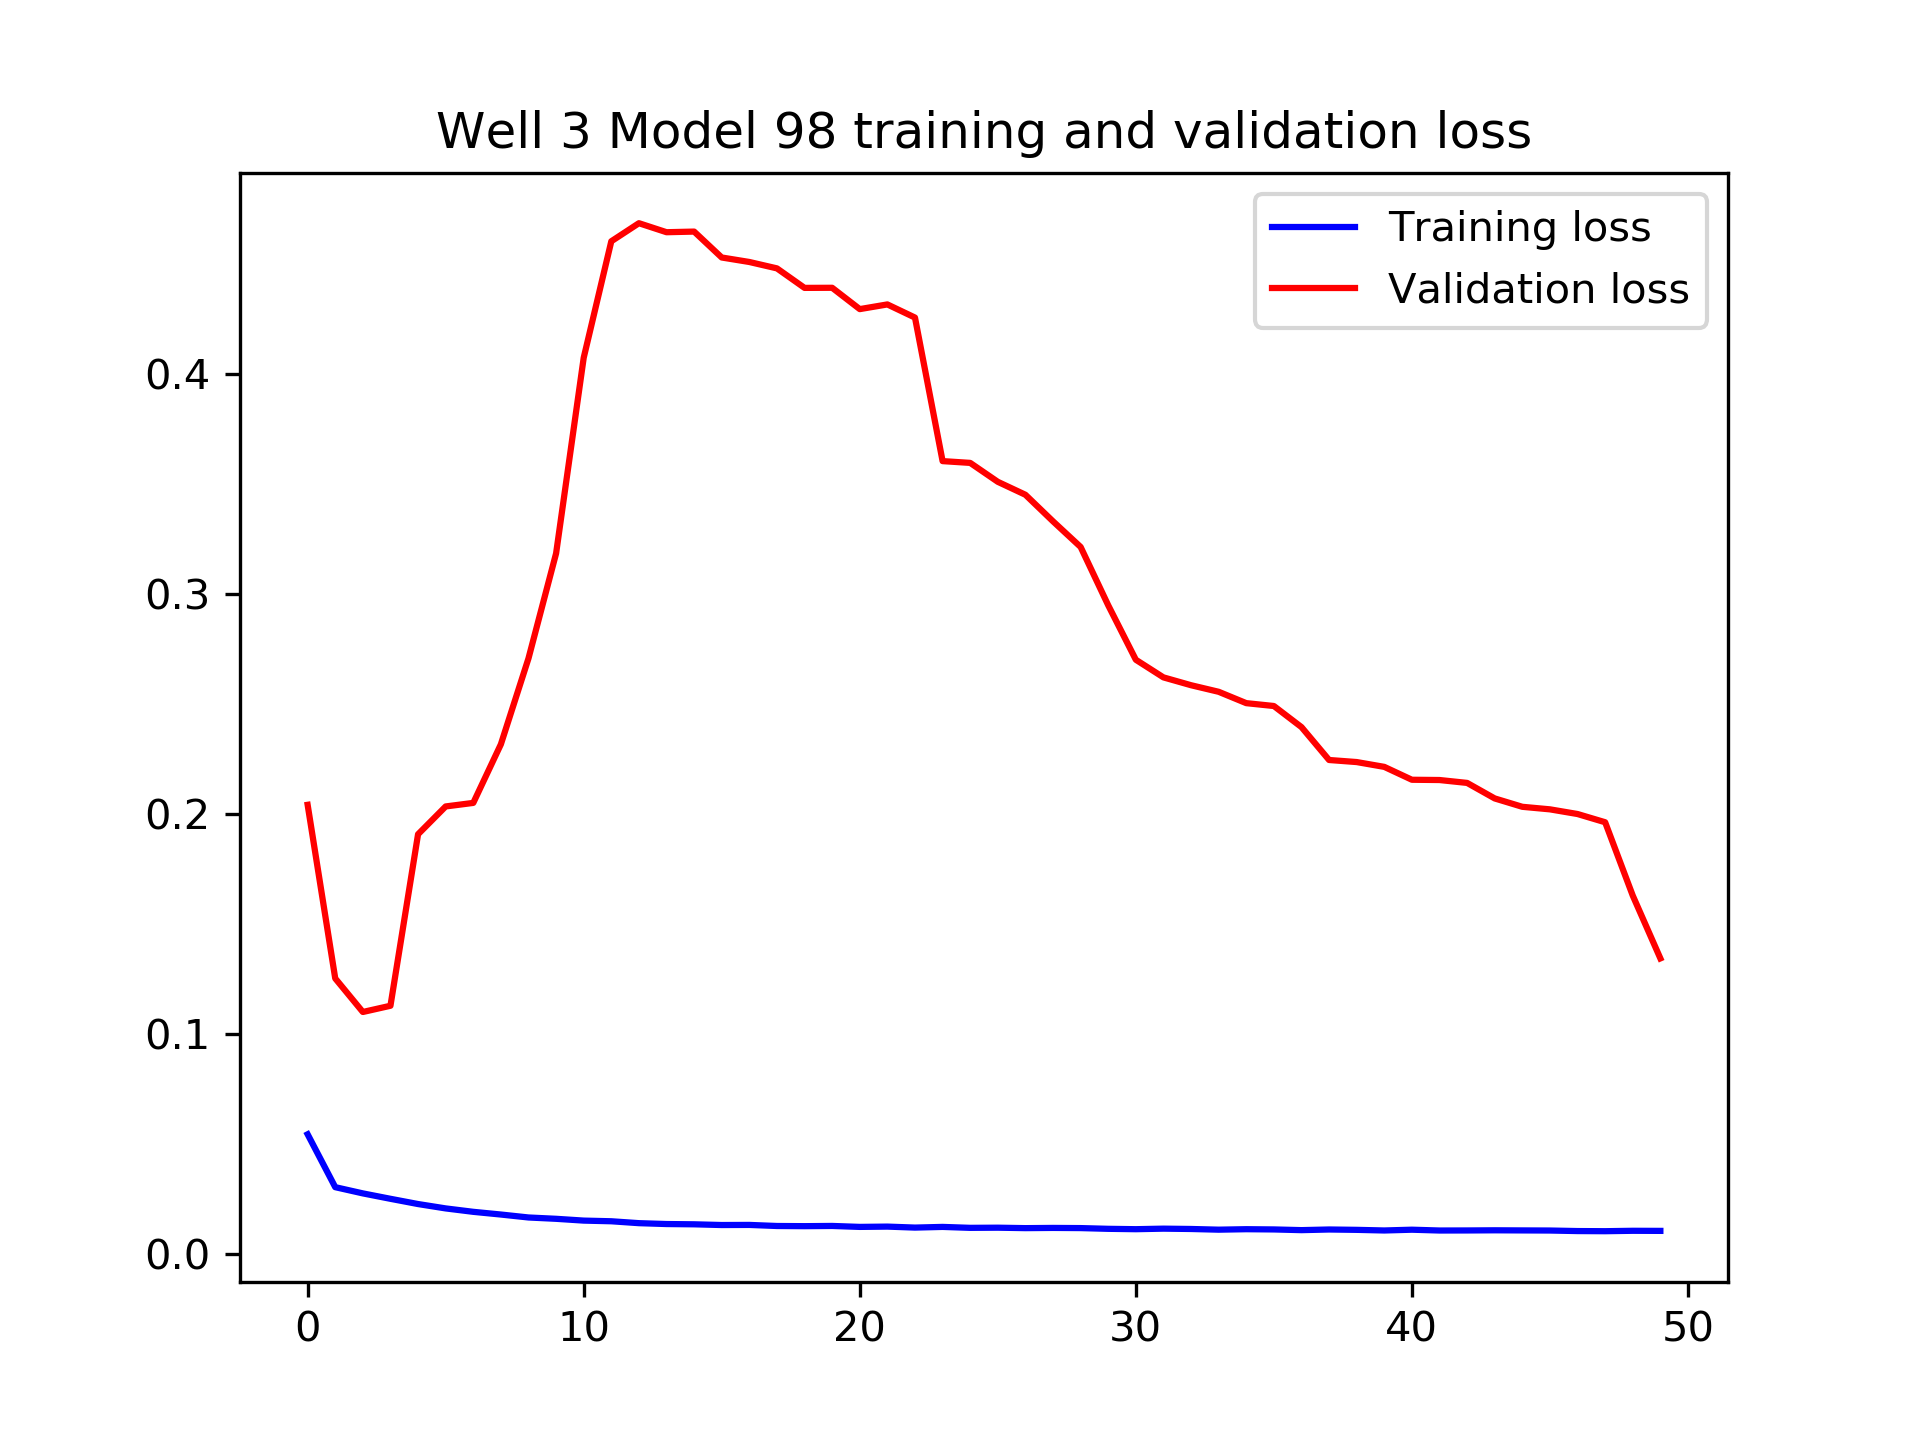 Well 3 Model 98 training and validation loss
Training loss
Validation loss
0.4
0.3
0.2
0.1
0.0
0 10 20 30 40 50